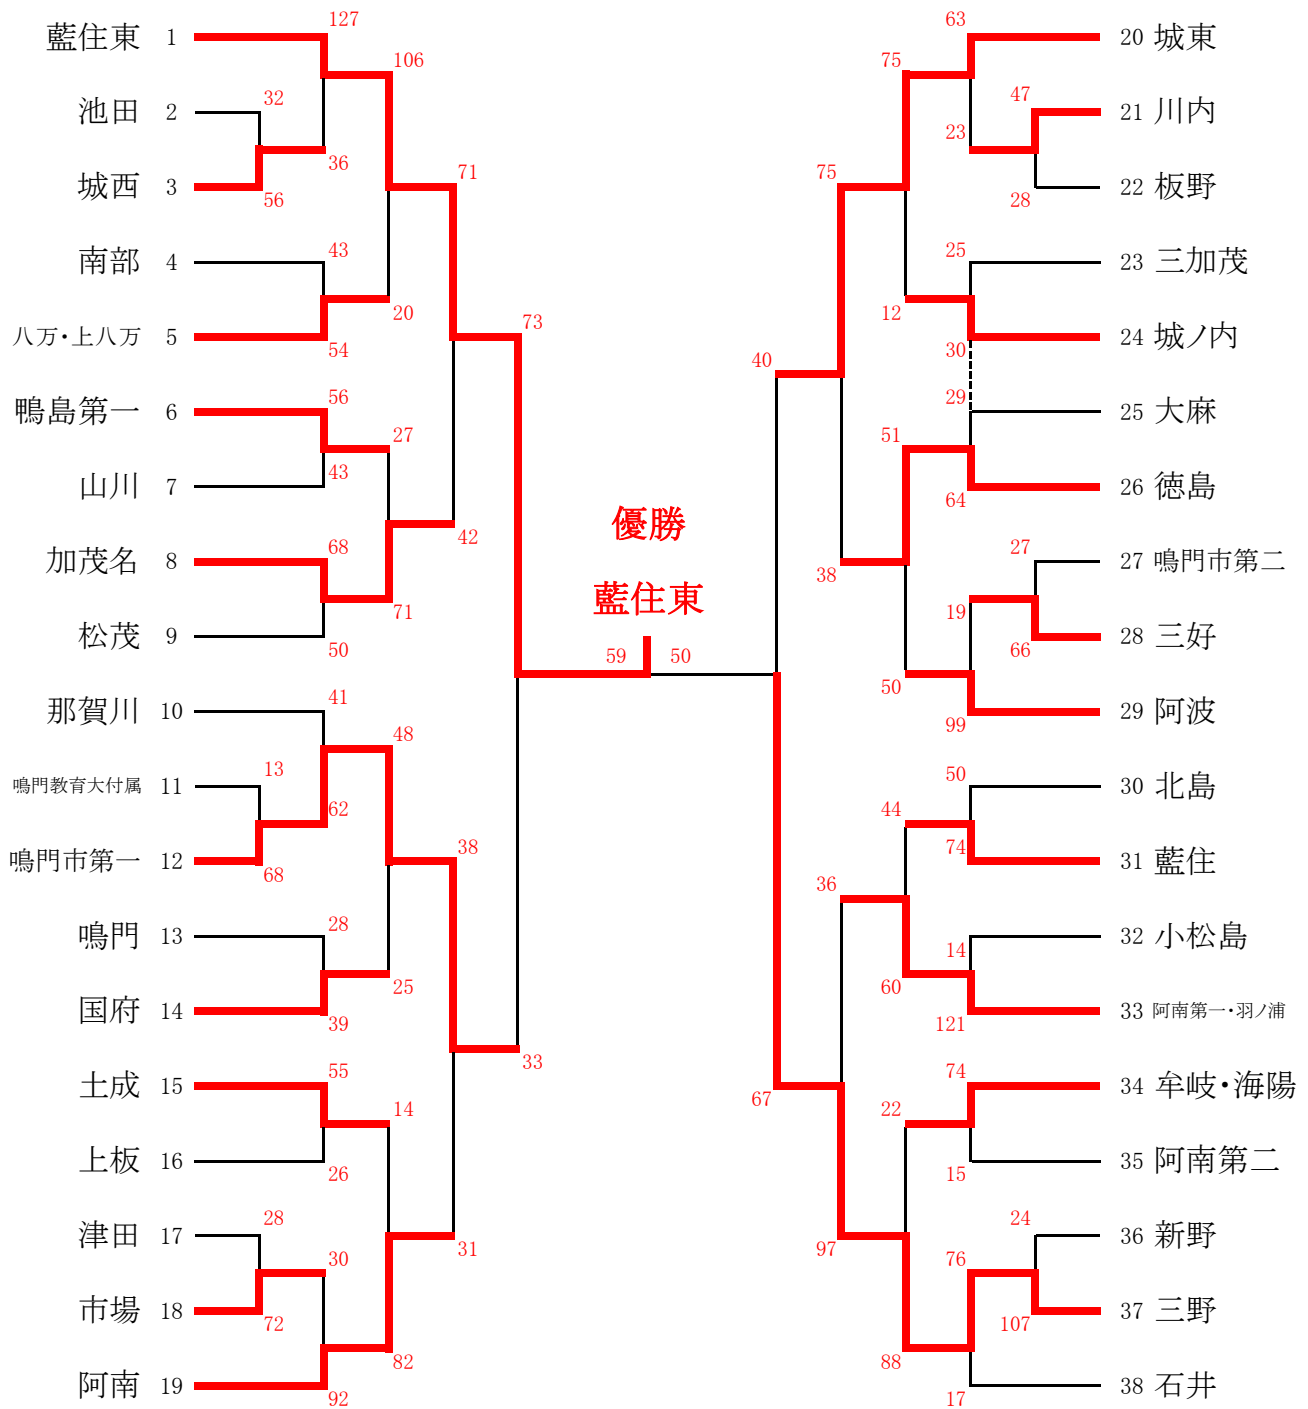 藍住東 1
池田 2
城西 3
南部 4
八万・上八万 5
鴨島第一 6
山川 7
加茂名 8
松茂 9
那賀川 10
鳴門教育大付属 11
鳴門市第一 12
鳴門 13
国府 14
土成 15
上板 16
津田 17
市場 18
阿南 19
127
32
56
36
43
54
56
43
68
50
41
13
68
62
28
39
55
26
28
72
30
92
106
20
27
71
48
25
14
82
71
42
38
31
73
33
優勝
藍住東
59 50
40
67
75
38
36
97
75
12
51
50
44
60
22
88
63
23
47
28
25
30
29
64
27
66
19
99
50
74
14
121
74
15
24
107
76
17
20 城東
21 川内
22 板野
23 三加茂
24 城ノ内
25 大麻
26 徳島
27 鳴門市第二
28 三好
29 阿波
30 北島
31 藍住
32 小松島
33 阿南第一・羽ノ浦
34 牟岐・海陽
35 阿南第二
36 新野
37 三野
38 石井